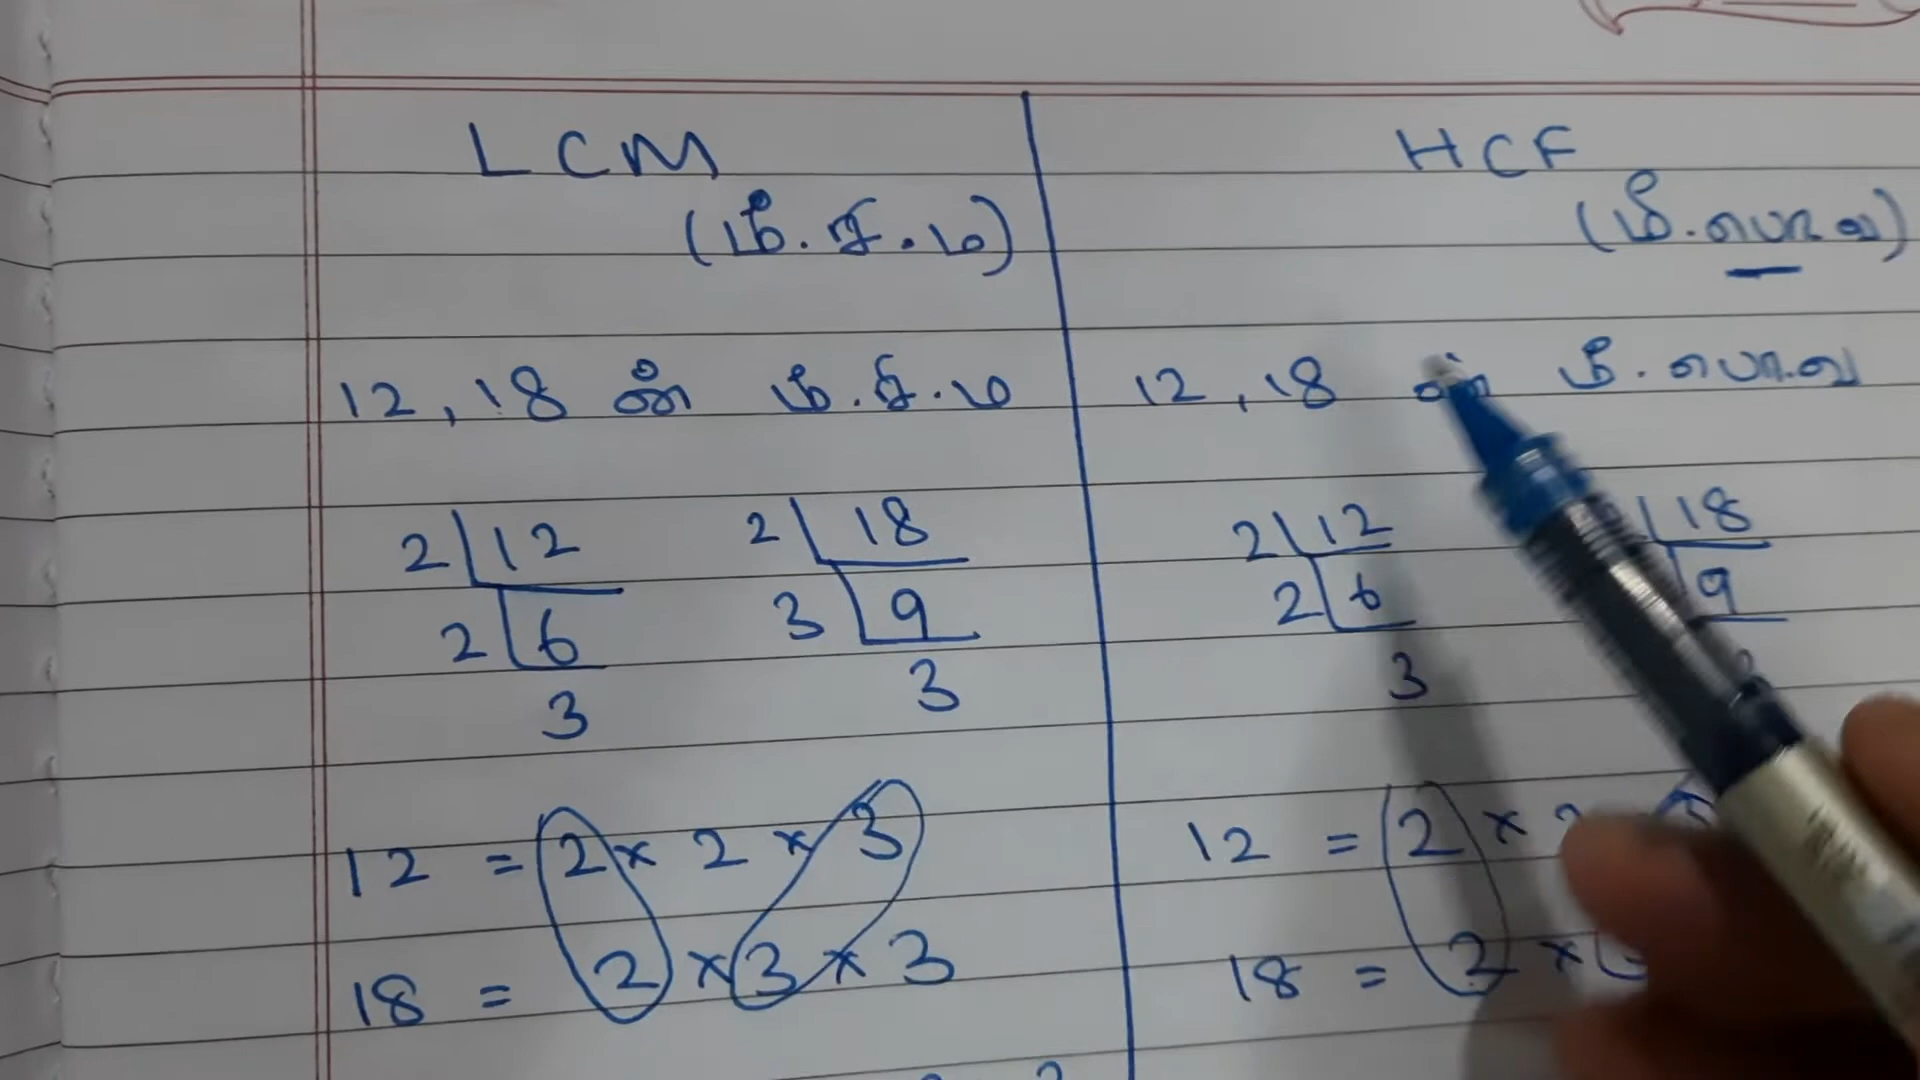 LCM
(மீ.சி.ம)
12, 18 ன் மீ.சி.ம
2 12
2 6
3
2 18
3 9
3
12 = 2 × 2 × 3
18 = 2 × 3 × 3
HCF
(மீ.பொ.வ)
12, 18 ன் மீ.பொ.வ
2 12
2 6
3
18
9
12 = 2 ×
18 = 2 ×